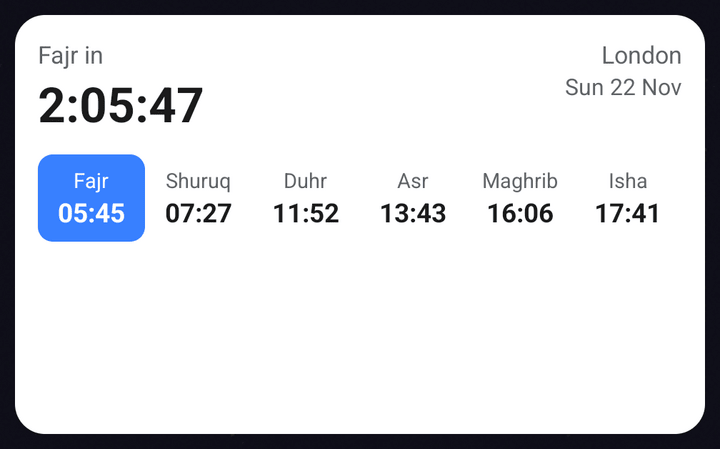 Fajr in
2:05:47
London
Sun 22 Nov
Fajr Shuruq Duhr Asr Maghrib Isha
05:45 07:27 11:52 13:43 16:06 17:41